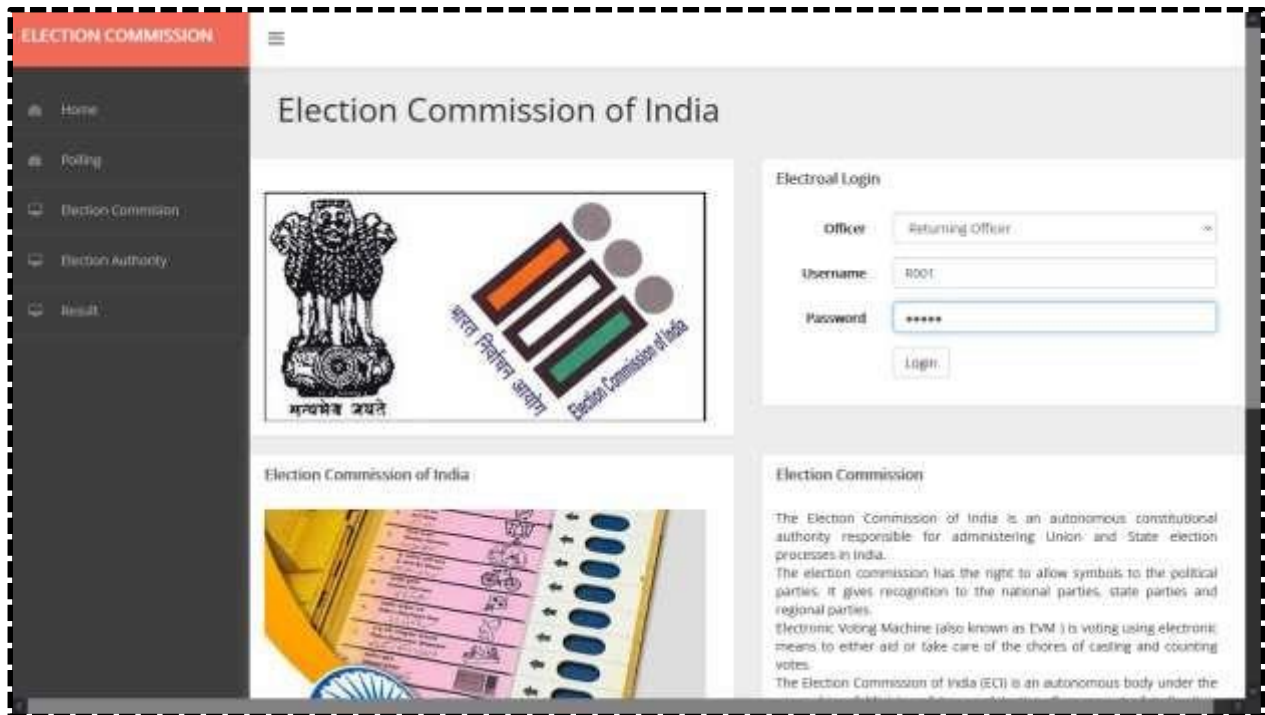 ELECTION COMMISSION
Home
Polling
Election Commision
Election Authority
Result
Election Commission of India
सत्यमेव जयते
भारत निर्वाचन आयोग
Election Commission of India
Electroal Login
Officer
Returning Officer
Username
R001
Password
•••••
Login
Election Commission of India
Election Commission
The Election Commission of India is an autonomous constitutional
authority responsible for administering Union and State election
processes in India.
The election commission has the right to allow symbols to the political
parties. It gives recognition to the national parties, state parties and
regional parties.
Electronic Voting Machine (also known as EVM ) is voting using electronic
means to either aid or take care of the chores of casting and counting
votes.
The Election Commission of India (ECI) is an autonomous body under the